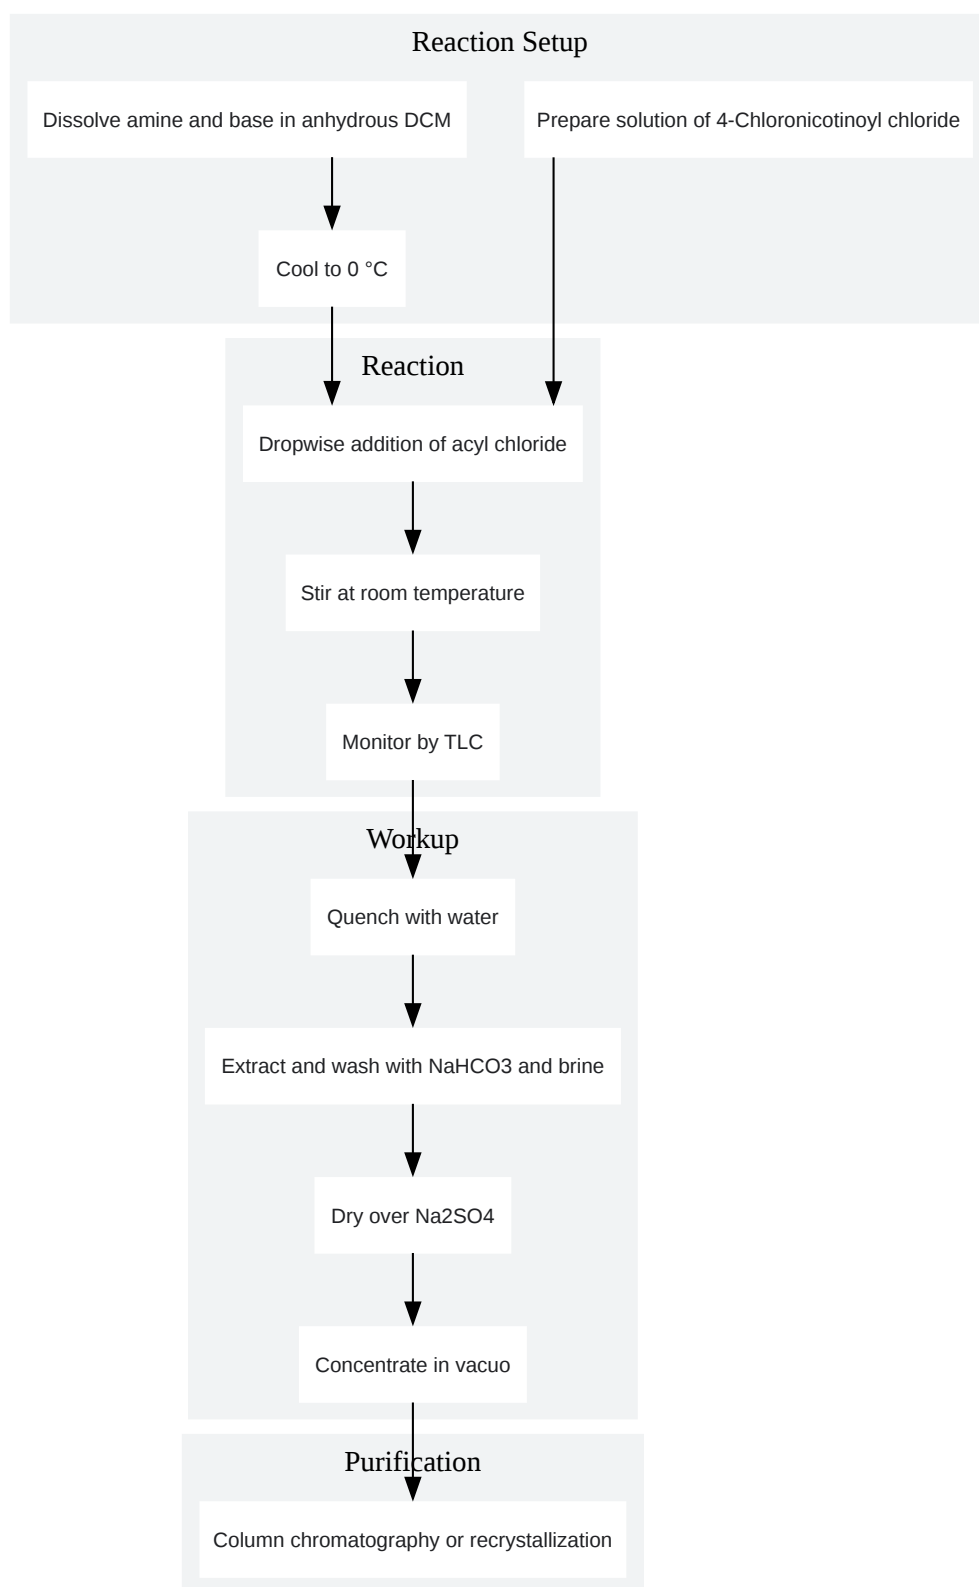 Reaction Setup
Dissolve amine and base in anhydrous DCM
Prepare solution of 4-Chloronicotinoyl chloride
Cool to 0 °C
Reaction
Dropwise addition of acyl chloride
Stir at room temperature
Monitor by TLC
Workup
Quench with water
Extract and wash with NaHCO3 and brine
Dry over Na2SO4
Concentrate in vacuo
Purification
Column chromatography or recrystallization